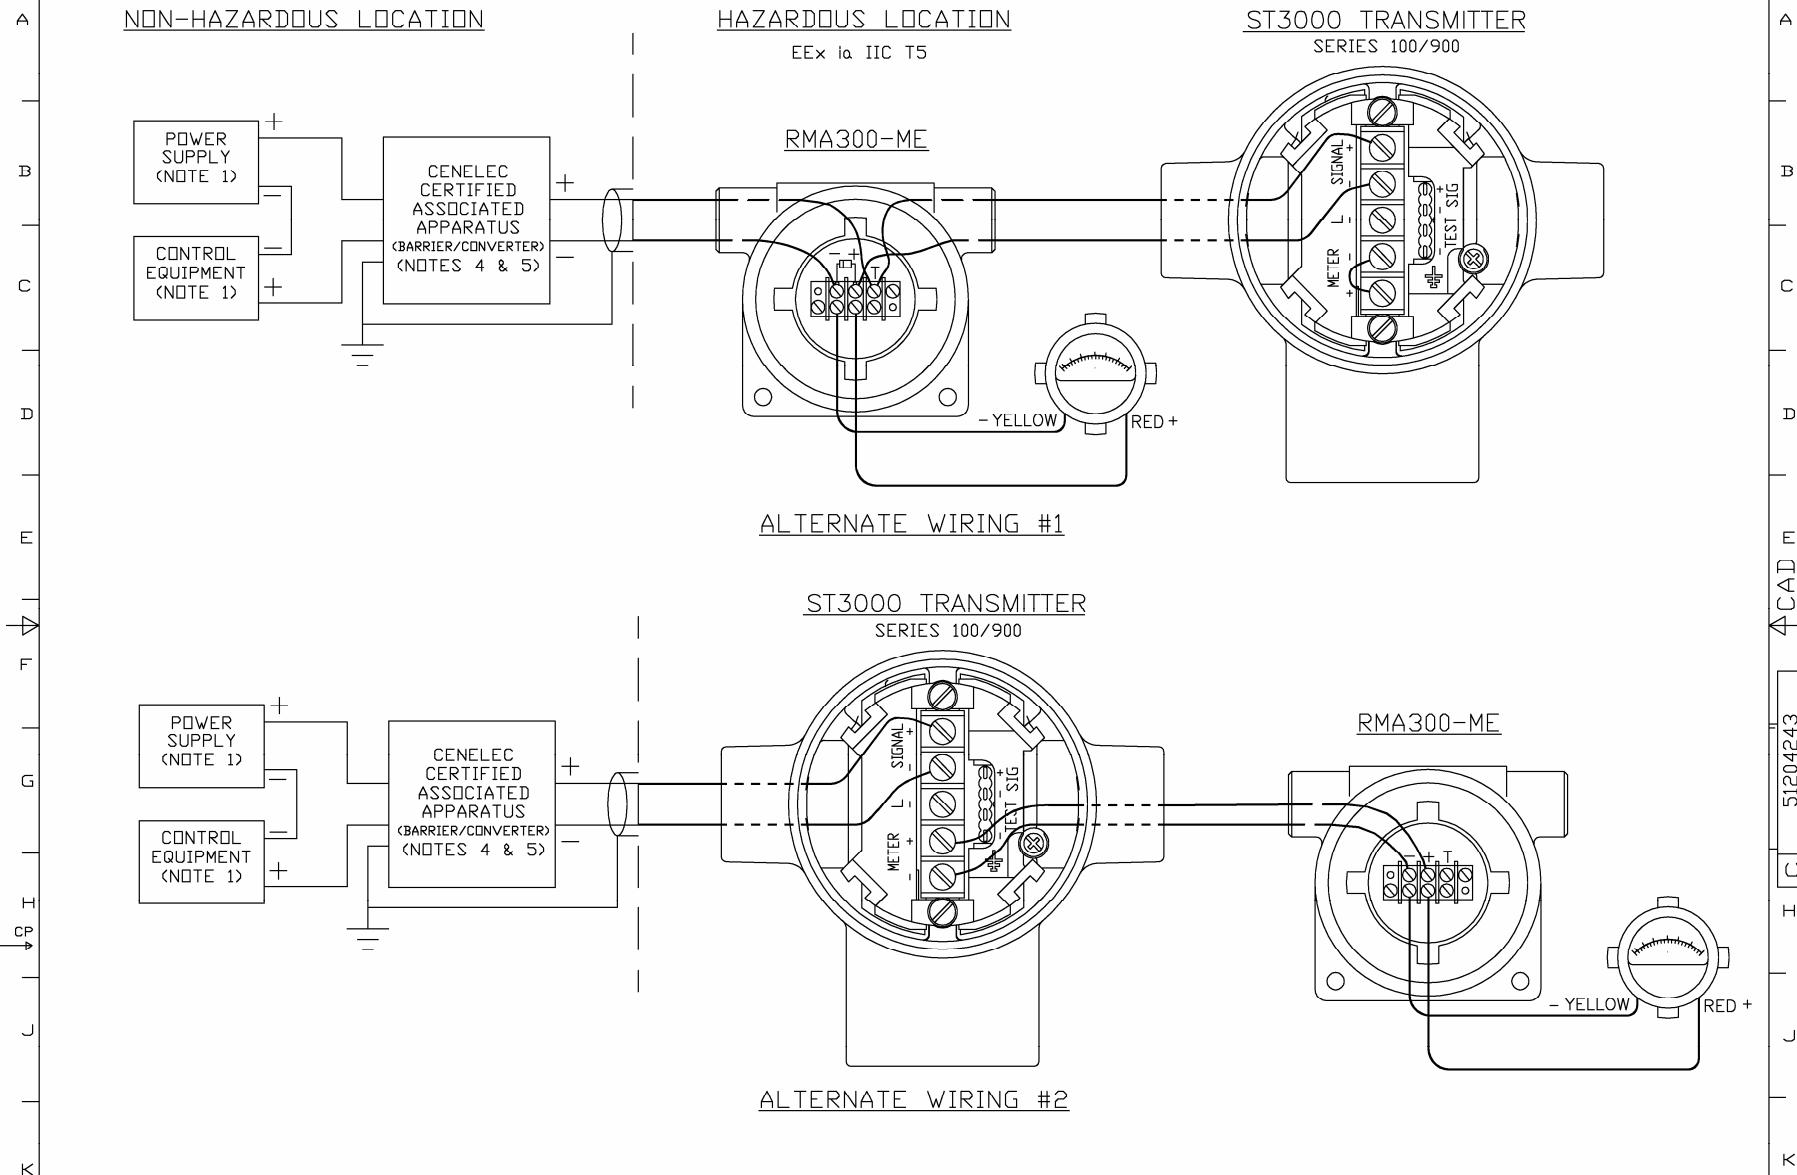 NON-HAZARDOUS LOCATION
HAZARDOUS LOCATION
EEx ia IIC T5
ST3000 TRANSMITTER
SERIES 100/900
A
A
B
B
C
C
D
D
E
E
F
G
H
H
J
J
K
K
CP
CAD
51204243
C
POWER
SUPPLY
(NOTE 1)
+
−
CONTROL
EQUIPMENT
(NOTE 1)
−
+
CENELEC
CERTIFIED
ASSOCIATED
APPARATUS
(BARRIER/CONVERTER)
(NOTES 4 & 5)
+
−
RMA300-ME
− +
T
- YELLOW
RED +
+
SIGNAL
-
L
-
METER
+
+
TEST SIG
-
ALTERNATE WIRING #1
ST3000 TRANSMITTER
SERIES 100/900
POWER
SUPPLY
(NOTE 1)
+
−
CONTROL
EQUIPMENT
(NOTE 1)
−
+
CENELEC
CERTIFIED
ASSOCIATED
APPARATUS
(BARRIER/CONVERTER)
(NOTES 4 & 5)
+
−
+
SIGNAL
-
L
+
METER
-
+
TEST SIG
-
RMA300-ME
− + T
- YELLOW
RED +
ALTERNATE WIRING #2